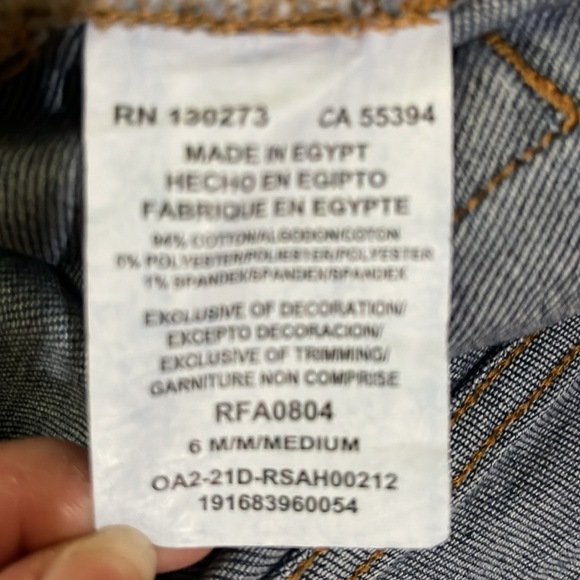 RN 130273 CA 55394
MADE IN EGYPT
HECHO EN EGIPTO
FABRIQUE EN EGYPTE
94% COTTON/ALGODON/COTON
5% POLYESTER/POLIESTER/POLYESTER
1% SPANDEX/SPANDEX/SPANDEX
EXCLUSIVE OF DECORATION/
EXCEPTO DECORACION/
EXCLUSIVE OF TRIMMING/
GARNITURE NON COMPRISE
RFA0804
6 M/M/MEDIUM
OA2-21D-RSAH00212
191683960054